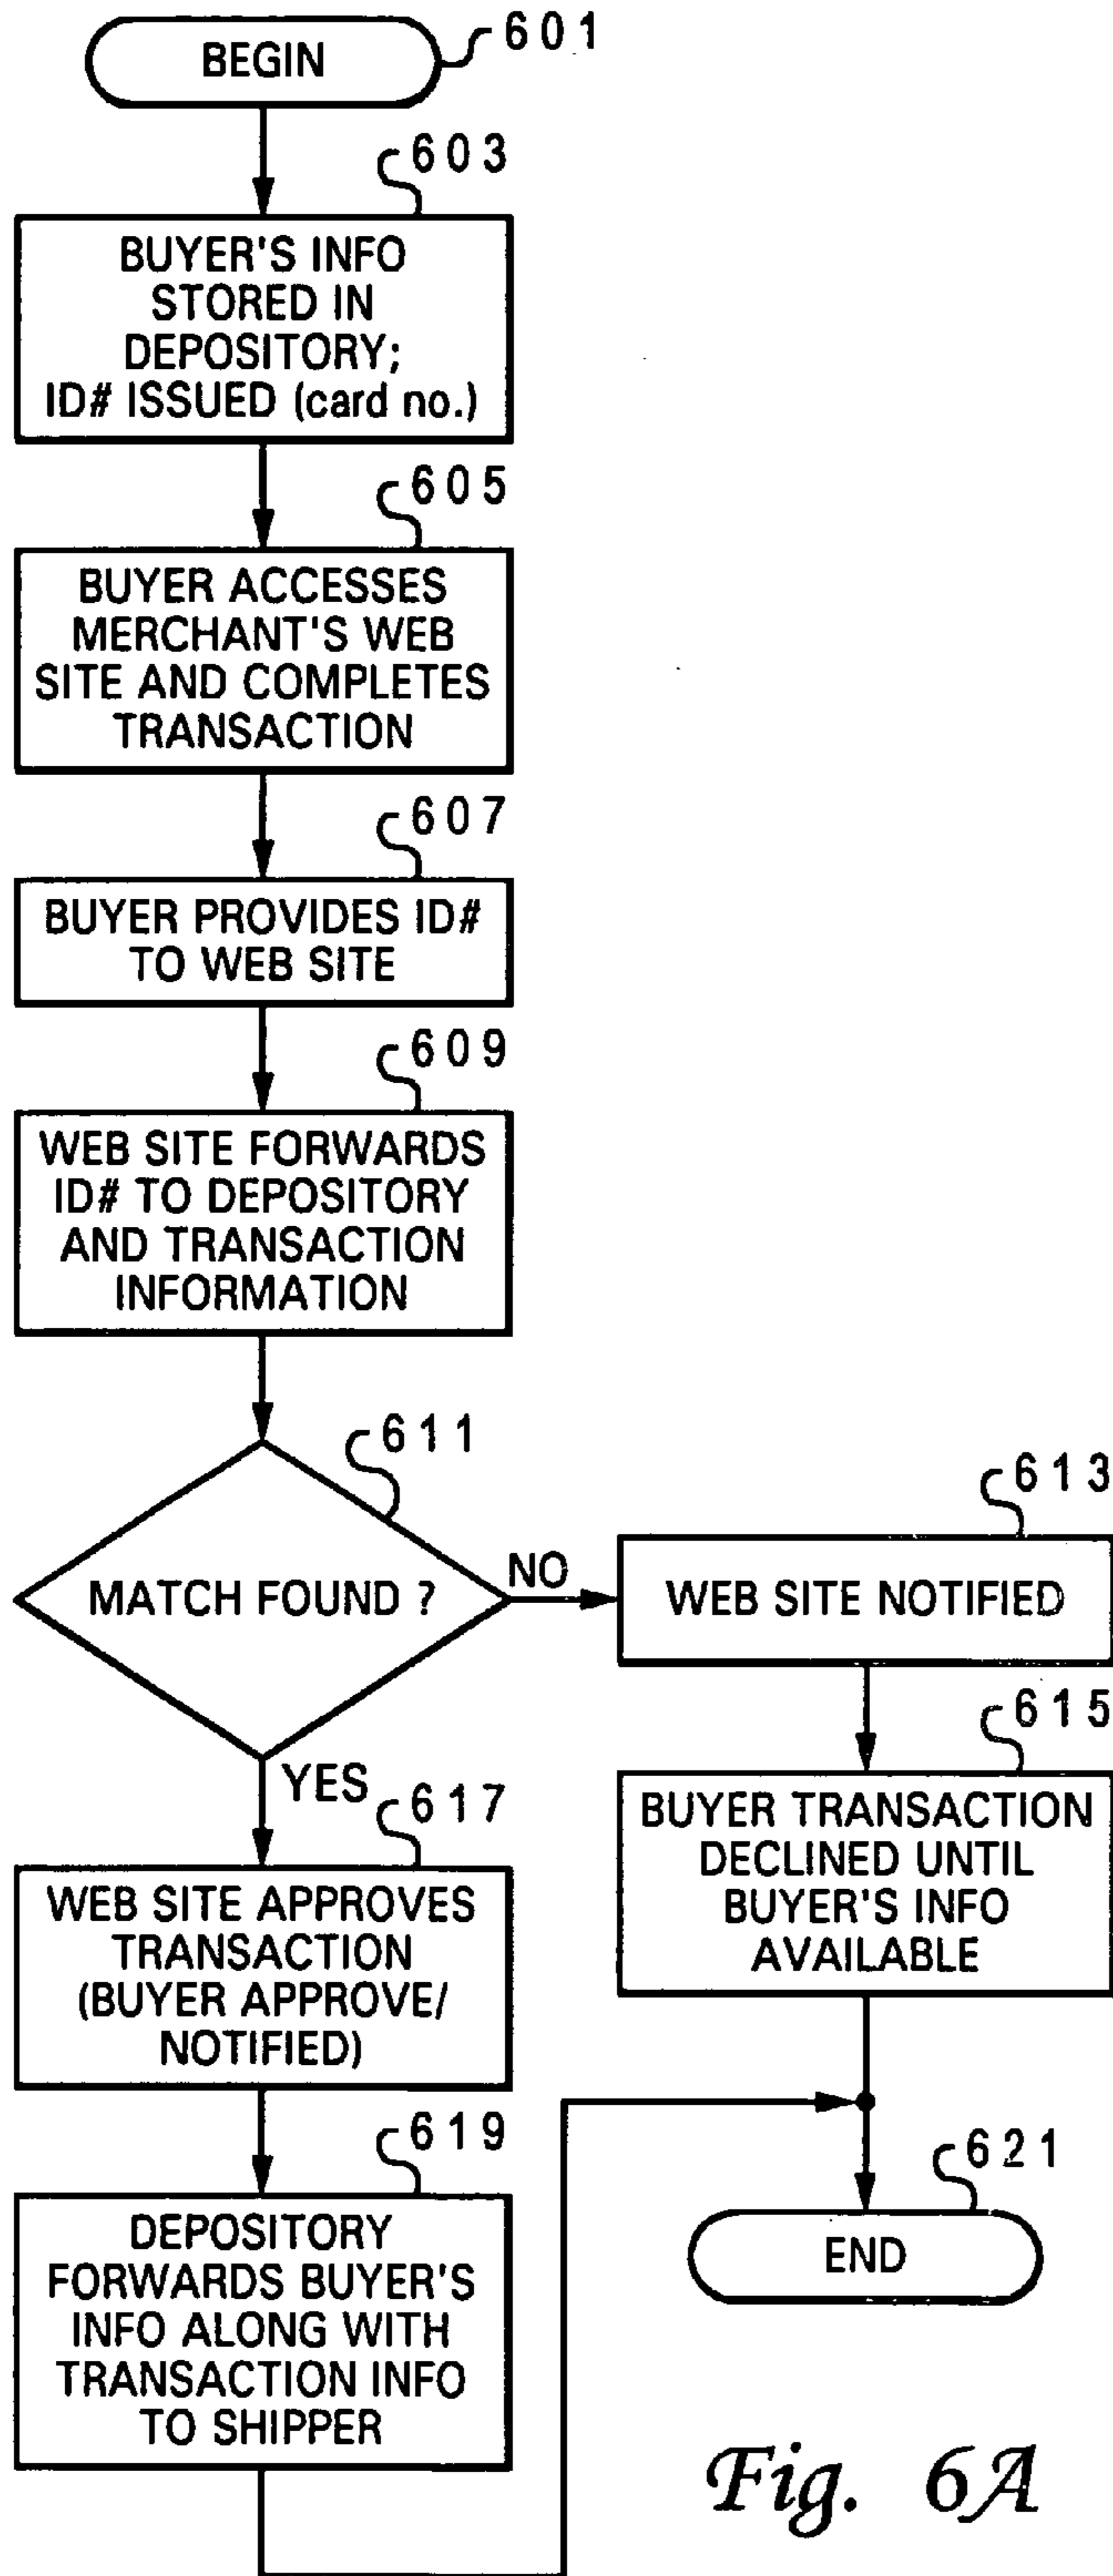 BEGIN
601
603
BUYER'S INFO
STORED IN
DEPOSITORY;
ID# ISSUED (card no.)
605
BUYER ACCESSES
MERCHANT'S WEB
SITE AND COMPLETES
TRANSACTION
607
BUYER PROVIDES ID#
TO WEB SITE
609
WEB SITE FORWARDS
ID# TO DEPOSITORY
AND TRANSACTION
INFORMATION
611
MATCH FOUND ?
NO
613
WEB SITE NOTIFIED
615
BUYER TRANSACTION
DECLINED UNTIL
BUYER'S INFO
AVAILABLE
YES
617
WEB SITE APPROVES
TRANSACTION
(BUYER APPROVE/
NOTIFIED)
619
DEPOSITORY
FORWARDS BUYER'S
INFO ALONG WITH
TRANSACTION INFO
TO SHIPPER
621
END
Fig. 6A